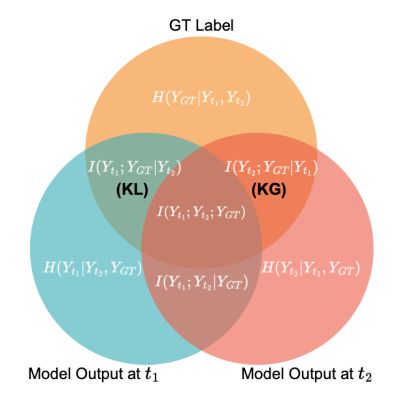 GT Label
H(Y_{GT}|Y_{t_1}, Y_{t_2})
I(Y_{t_1}; Y_{GT}|Y_{t_2}) I(Y_{t_2}; Y_{GT}|Y_{t_1})
(KL) (KG)
I(Y_{t_1}; Y_{t_2}; Y_{GT})
H(Y_{t_1}|Y_{t_2}, Y_{GT}) I(Y_{t_1}; Y_{t_2}|Y_{GT}) H(Y_{t_2}|Y_{t_1}, Y_{GT})
Model Output at t_1 Model Output at t_2